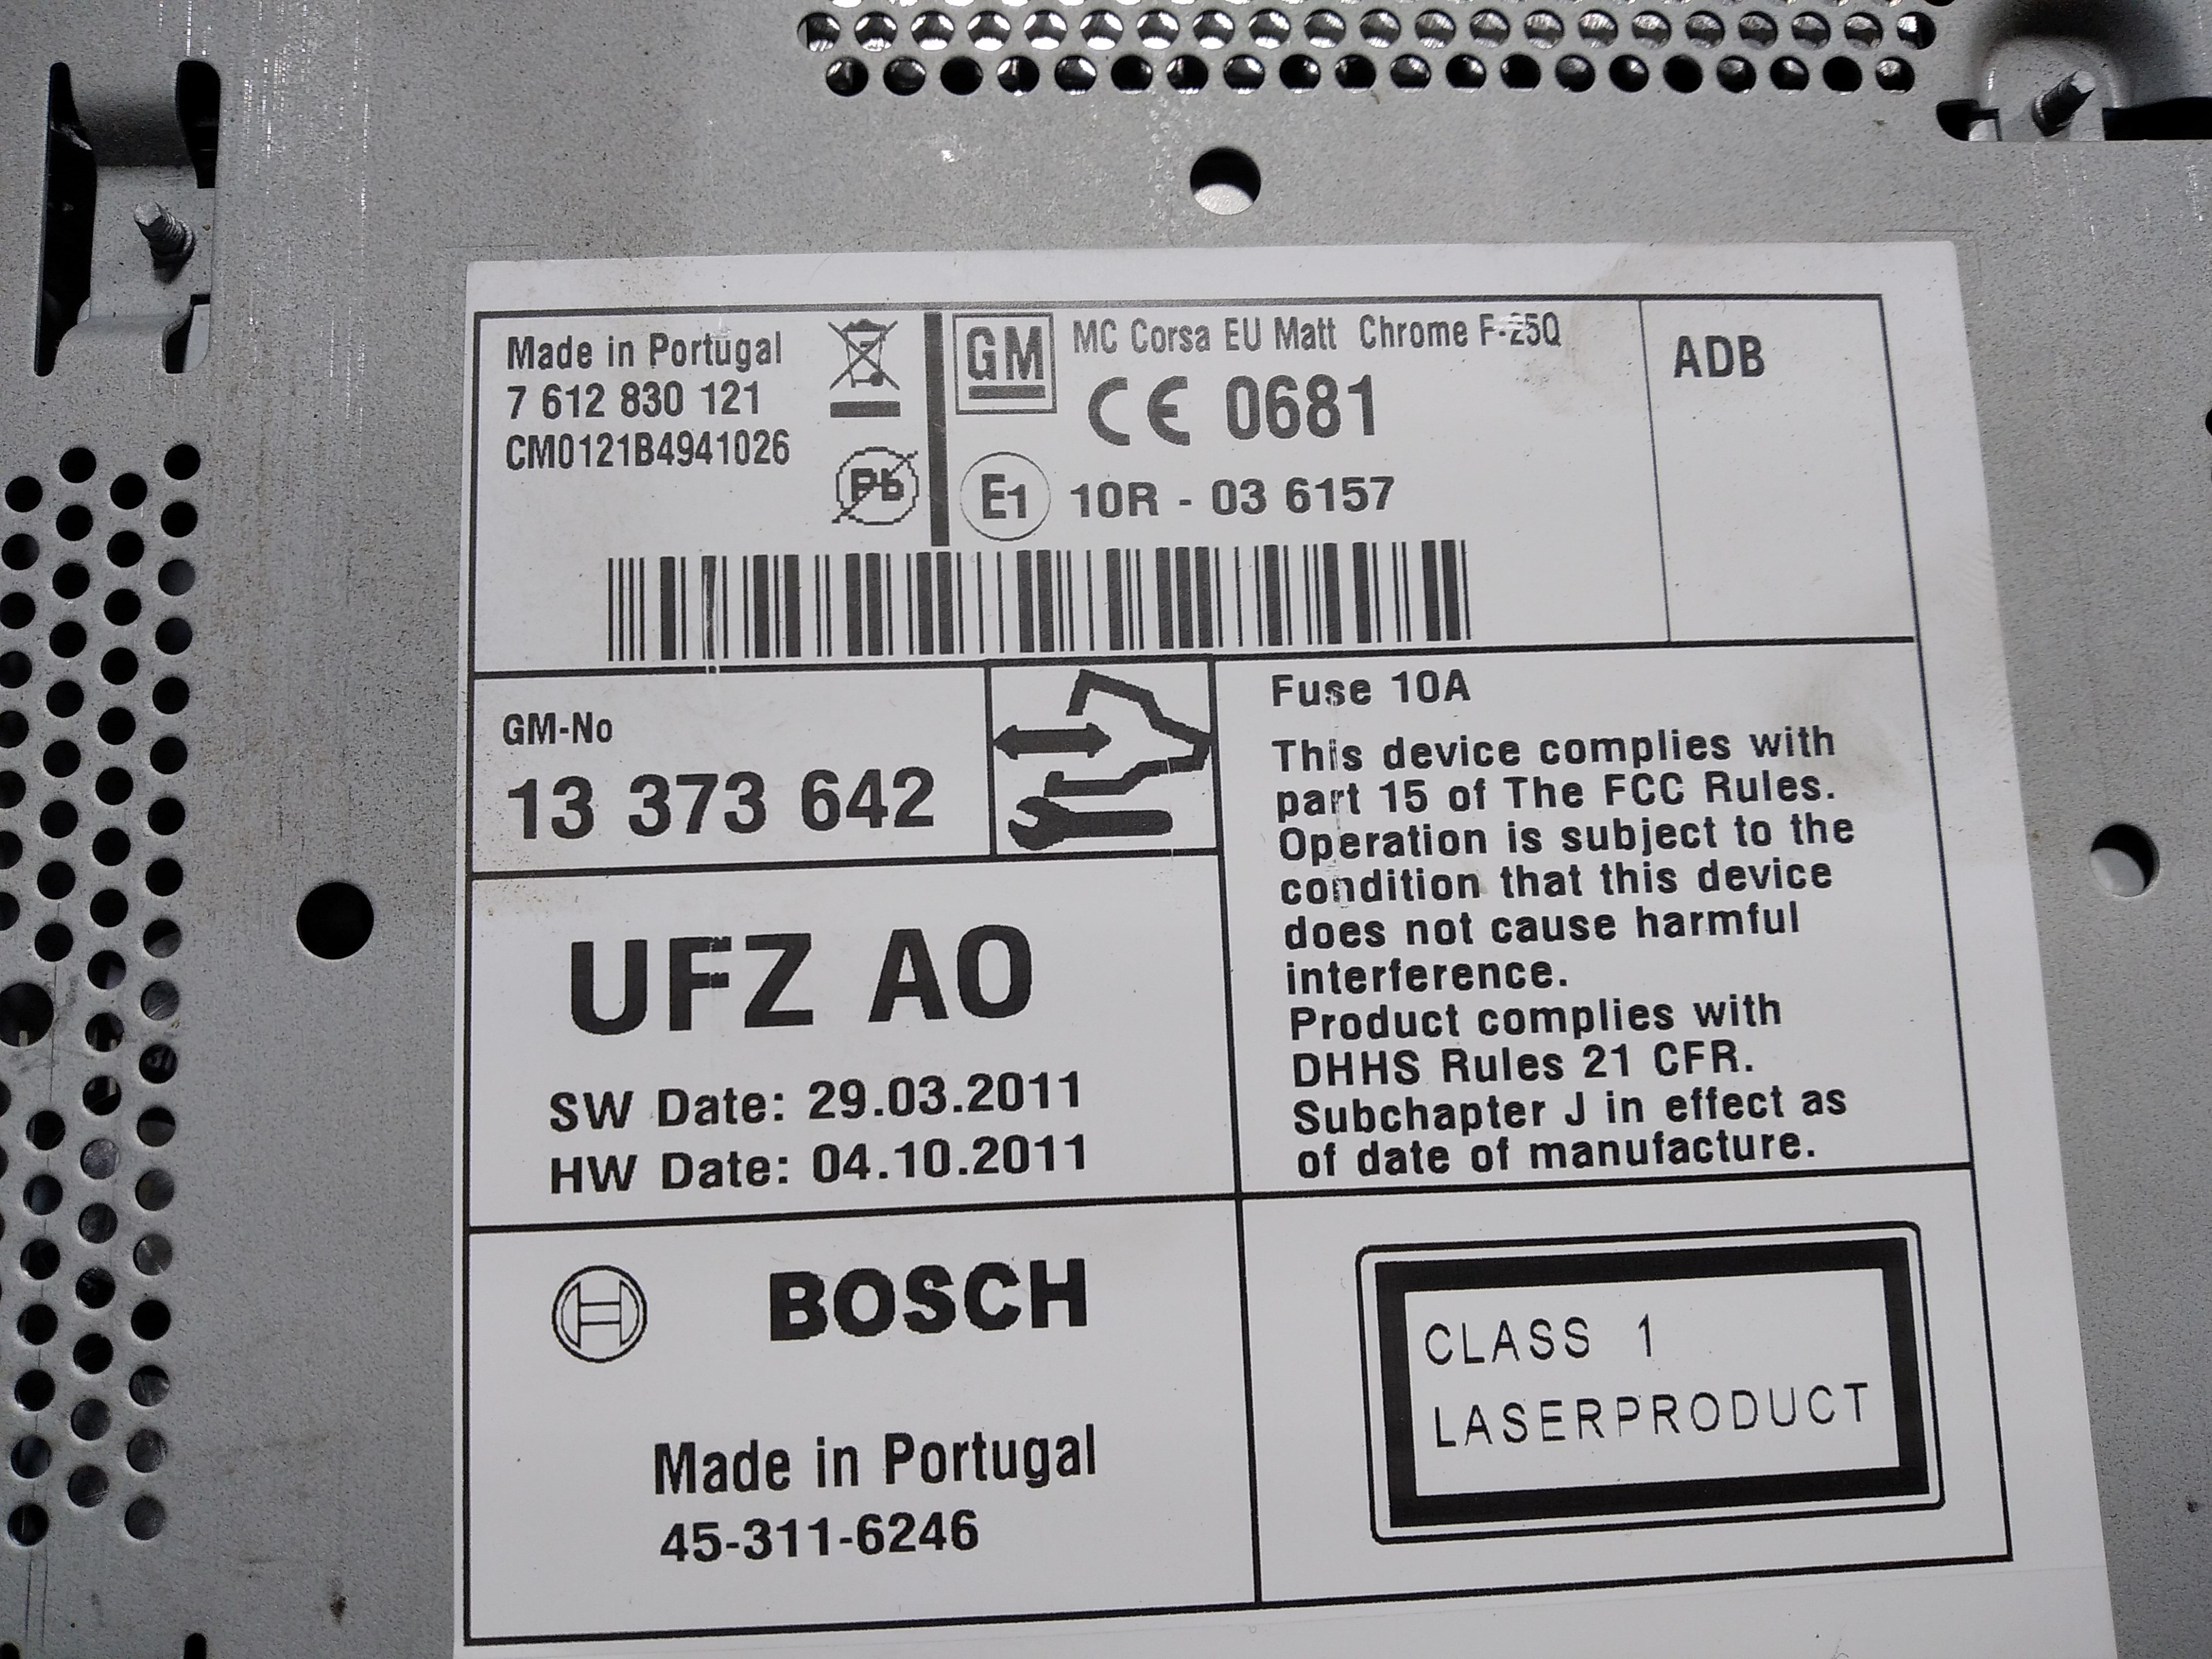 Made in Portugal
7 612 830 121
CM0121B4941026
Pb
GM
MC Corsa EU Matt Chrome F-25Q
CE 0681
E1 10R - 03 6157
ADB
GM-No
13 373 642
Fuse 10A
This device complies with
part 15 of The FCC Rules.
Operation is subject to the
condition that this device
does not cause harmful
interference.
Product complies with
DHHS Rules 21 CFR.
Subchapter J in effect as
of date of manufacture.
UFZ AO
SW Date: 29.03.2011
HW Date: 04.10.2011
BOSCH
Made in Portugal
45-311-6246
CLASS 1
LASERPRODUCT